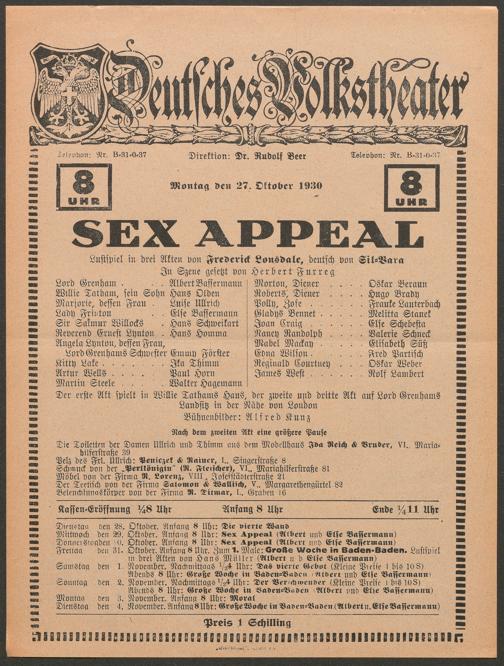 Deutsches Volkstheater
Telephon: Nr. B-31-0-37 Direktion: Dr. Rudolf Beer Telephon: Nr. B-31-0-37
8 UHR Montag den 27. Oktober 1930 8 UHR
SEX APPEAL
Lustspiel in drei Akten von Frederick Lonsdale, deutsch von Sil-Vara
In Szene gesetzt von Herbert Furreg
Lord Grenham . . . . . Albert Bassermann
Willie Tatham, sein Sohn Hans Olden
Marjorie, dessen Frau . . Luise Ullrich
Lady Frinton . . . . . Else Bassermann
Sir Salmur Willocks . . Hans Schweikart
Reverend Ernest Lynton . Hans Homma
Angela Lynton, dessen Frau,
Lord Grenhams Schwester Emmy Förster
Kitty Lake . . . . . . Ika Thimm
Artur Wells . . . . . Paul Horn
Martin Steele . . . . Walter Hagemann
Morton, Diener . . . . . Oskar Beraun
Roberts, Diener . . . . Hugo Brady
Polly, Zofe . . . . . . Frauke Lauterbach
Gladys Bennet . . . . . Melitta Stanek
Joan Craig . . . . . . Else Schebesta
Nancy Randolph . . . . Valerie Schneck
Mabel Mackay . . . . . Elisabeth Süß
Edna Wilson . . . . . . Fred Partisch
Reginald Courtney . . . Oskar Weber
James West . . . . . . Rolf Lambert
Der erste Akt spielt in Willie Tathams Haus, der zweite und dritte Akt auf Lord Grenhams
Landsitz in der Nähe von London
Bühnenbilder: Alfred Kunz
Nach dem zweiten Akt eine größere Pause
Die Toiletten der Damen Ullrich und Thimm aus dem Modellhaus Ida Reich & Bruder, VI., Maria-
hilferstraße 39
Pelz des Frl. Ullrich: Peniczek & Rainer, I., Singerstraße 8
Schmuck von der „Perlkönigin" (R. Fleischer), VI., Mariahilferstraße 81
Möbel von der Firma R. Lorenz, VIII., Josefstädterstraße 21
Der Teetisch von der Firma Salomon & Wallisch, V., Margarethengürtel 82
Beleuchtungskörper von der Firma R. Ditmar, I., Graben 16
Kassen-Eröffnung ½8 Uhr Anfang 8 Uhr Ende ¼11 Uhr
Dienstag den 28. Oktober. Anfang 8 Uhr: Die vierte Wand
Mittwoch den 29. Oktober. Anfang 8 Uhr: Sex Appeal (Albert und Else Bassermann)
Donnerstag den 30. Oktober. Anfang 8 Uhr: Sex Appeal (Albert und Else Bassermann)
Freitag den 31. Oktober. Anfang 8 Uhr. Zum 1. Male: Große Woche in Baden-Baden. Lustspiel
in drei Akten von Hans Müller (Albert und Else Bassermann)
Samstag den 1. November. Nachmittags Uhr: Das vierte Gebot (Kleine Preise 1 bis 10 S)
Abends 8 Uhr: Große Woche in Baden-Baden (Albert und Else Bassermann)
Sonntag den 2. November. Nachmittags Uhr: Der Verschwender (Kleine Preise 1 bis 10 S)
Abends 8 Uhr: Große Woche in Baden-Baden (Albert und Else Bassermann)
Montag den 3. November. Anfang 8 Uhr: Moral
Dienstag den 4. November. Anfang 8 Uhr: Große Woche in Baden-Baden (Albert u. Else Bassermann)
Preis 1 Schilling